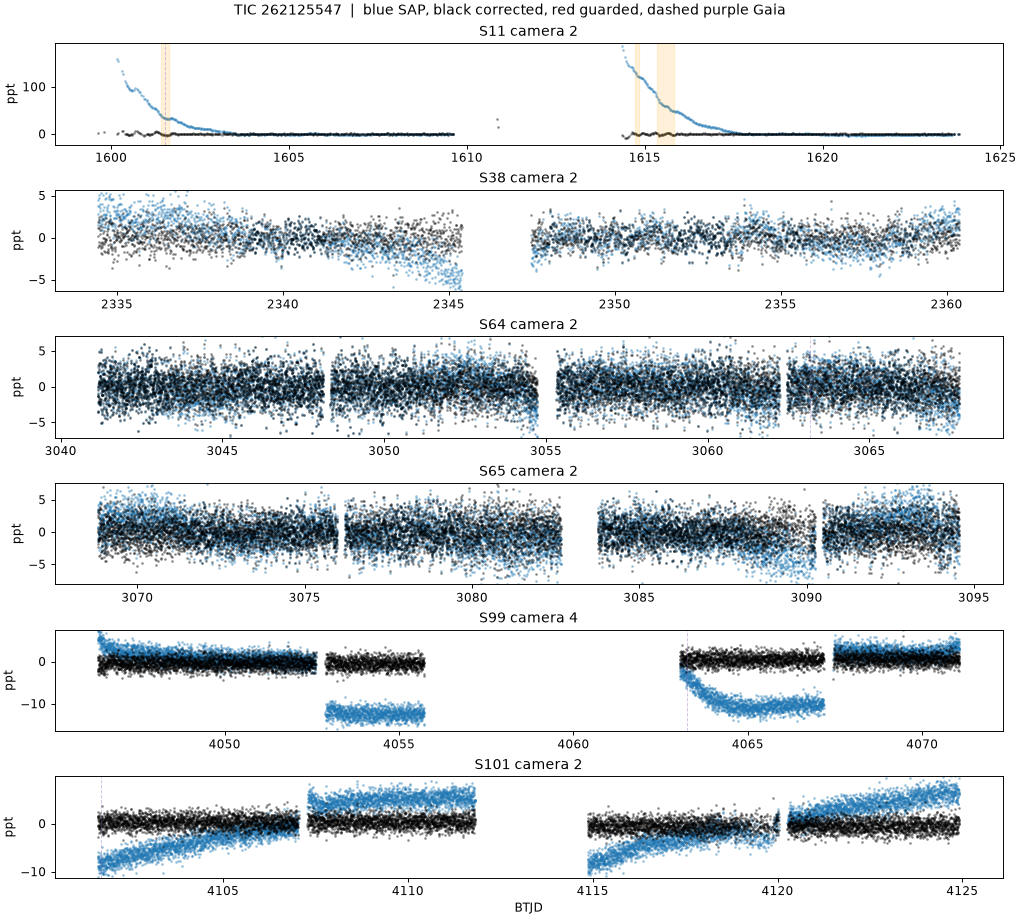 TIC 262125547 | blue SAP, black corrected, red guarded, dashed purple Gaia
S11 camera 2
ppt
100
0
1600 1605 1610 1615 1620 1625
S38 camera 2
ppt
5
0
−5
2335 2340 2345 2350 2355 2360
S64 camera 2
ppt
5
0
−5
3040 3045 3050 3055 3060 3065
S65 camera 2
ppt
5
0
−5
3070 3075 3080 3085 3090 3095
S99 camera 4
ppt
0
−10
4050 4055 4060 4065 4070
S101 camera 2
ppt
0
−10
4105 4110 4115 4120 4125
BTJD